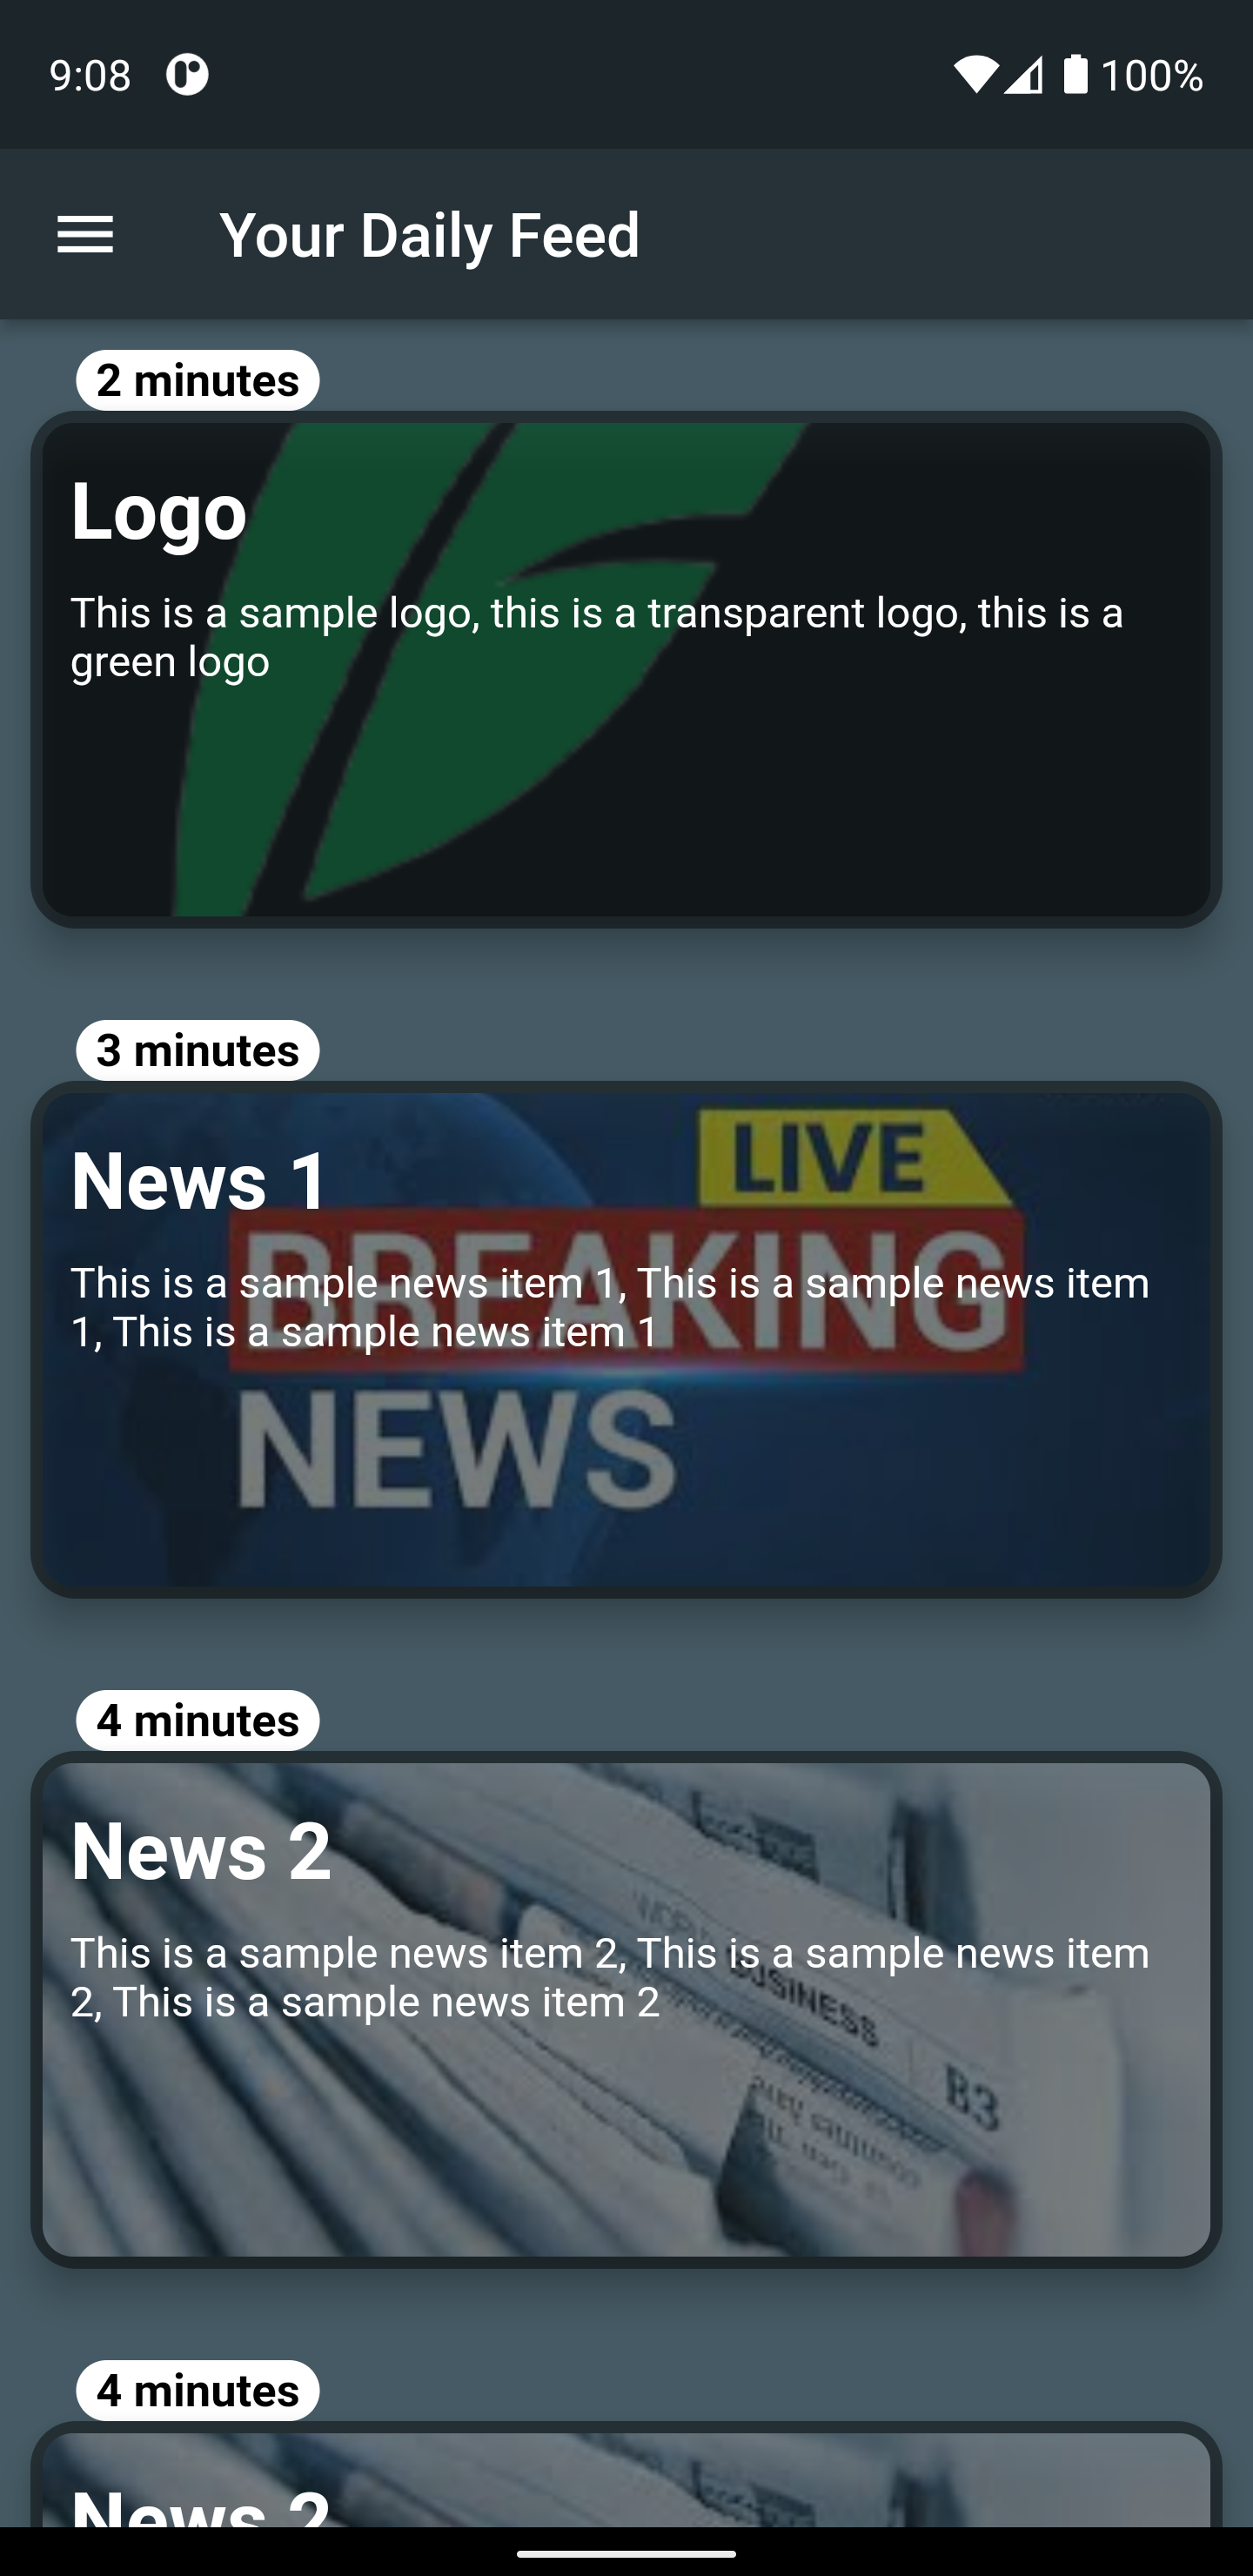 9:08
100%
Your Daily Feed
2 minutes
Logo
This is a sample logo, this is a transparent logo, this is a
green logo
3 minutes
LIVE
News 1
BREAKING
This is a sample news item 1, This is a sample news item
1, This is a sample news item 1
NEWS
4 minutes
News 2
This is a sample news item 2, This is a sample news item
2, This is a sample news item 2
BUSINESS
B3
4 minutes
News 2